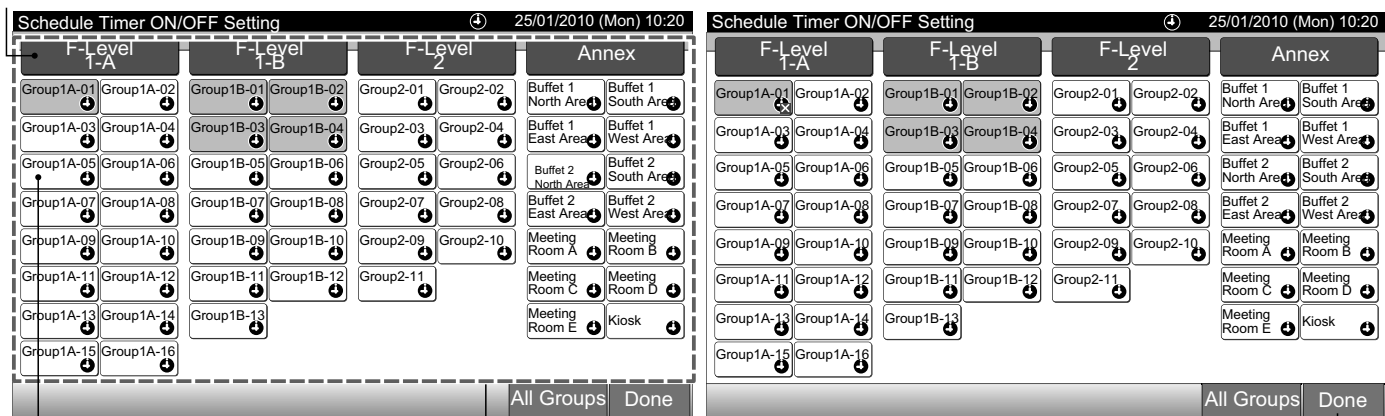 Schedule Timer ON/OFF Setting 25/01/2010 (Mon) 10:20
F-Level
1-A
F-Level
1-B
F-Level
2
Annex
Group1A-01 Group1A-02 Group1B-01 Group1B-02 Group2-01 Group2-02 Buffet 1 North Area Buffet 1 South Area
Group1A-03 Group1A-04 Group1B-03 Group1B-04 Group2-03 Group2-04 Buffet 1 East Area Buffet 1 West Area
Group1A-05 Group1A-06 Group1B-05 Group1B-06 Group2-05 Group2-06 Buffet 2 North Area Buffet 2 South Area
Group1A-07 Group1A-08 Group1B-07 Group1B-08 Group2-07 Group2-08 Buffet 2 East Area Buffet 2 West Area
Group1A-09 Group1A-10 Group1B-09 Group1B-10 Group2-09 Group2-10 Meeting Room A Meeting Room B
Group1A-11 Group1A-12 Group1B-11 Group1B-12 Group2-11 Meeting Room C Meeting Room D
Group1A-13 Group1A-14 Group1B-13 Meeting Room E Kiosk
Group1A-15 Group1A-16
All Groups Done
Schedule Timer ON/OFF Setting 25/01/2010 (Mon) 10:20
F-Level
1-A
F-Level
1-B
F-Level
2
Annex
Group1A-01 Group1A-02 Group1B-01 Group1B-02 Group2-01 Group2-02 Buffet 1 North Area Buffet 1 South Area
Group1A-03 Group1A-04 Group1B-03 Group1B-04 Group2-03 Group2-04 Buffet 1 East Area Buffet 1 West Area
Group1A-05 Group1A-06 Group1B-05 Group1B-06 Group2-05 Group2-06 Buffet 2 North Area Buffet 2 South Area
Group1A-07 Group1A-08 Group1B-07 Group1B-08 Group2-07 Group2-08 Buffet 2 East Area Buffet 2 West Area
Group1A-09 Group1A-10 Group1B-09 Group1B-10 Group2-09 Group2-10 Meeting Room A Meeting Room B
Group1A-11 Group1A-12 Group1B-11 Group1B-12 Group2-11 Meeting Room C Meeting Room D
Group1A-13 Group1A-14 Group1B-13 Meeting Room E Kiosk
Group1A-15 Group1A-16
All Groups Done